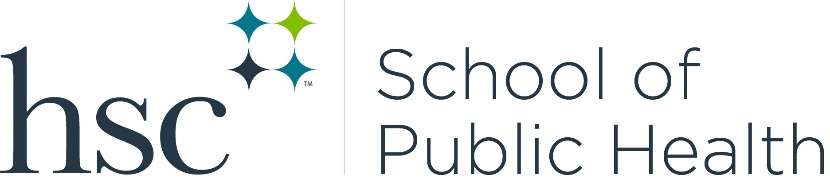 hsc™
School of
Public Health